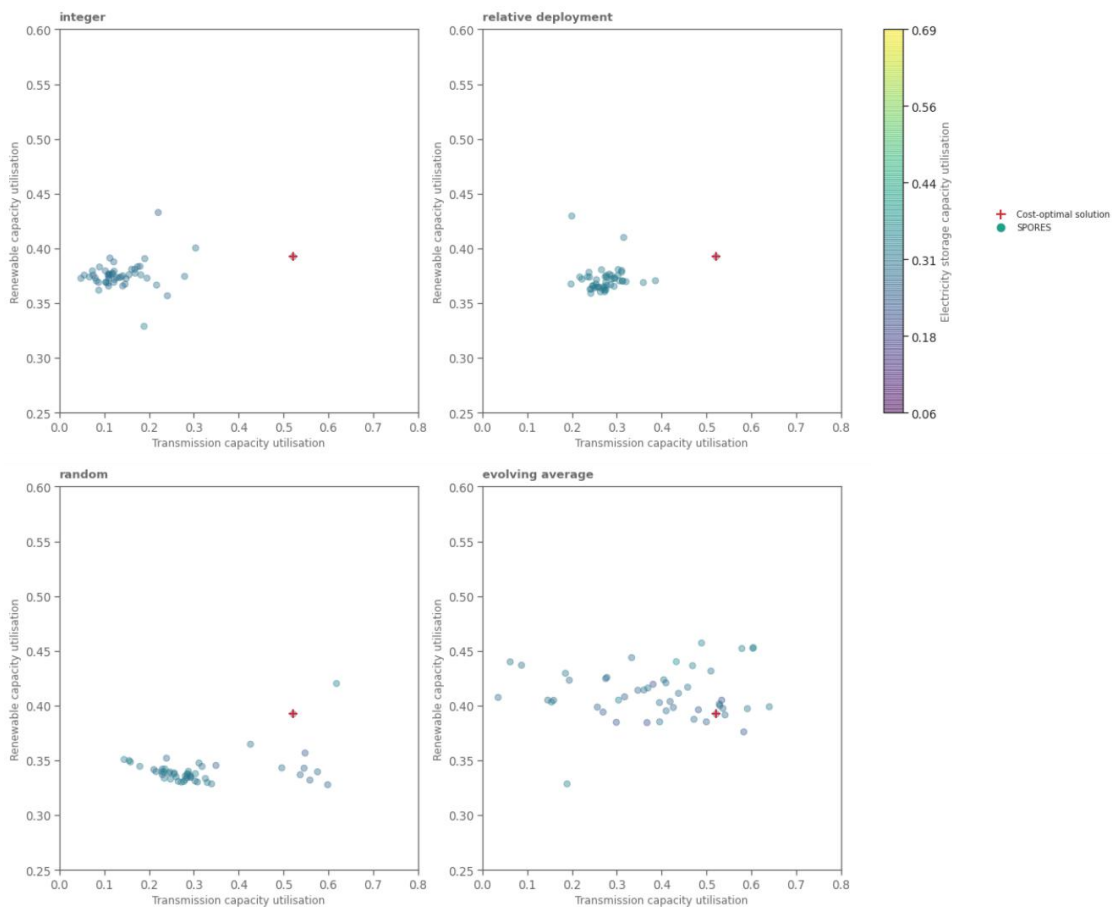 integer
0.60
0.55
0.50
0.45
0.40
0.35
0.30
0.25
Renewable capacity utilisation
0.0 0.1 0.2 0.3 0.4 0.5 0.6 0.7 0.8
Transmission capacity utilisation
relative deployment
0.60
0.55
0.50
0.45
0.40
0.35
0.30
0.25
Renewable capacity utilisation
0.0 0.1 0.2 0.3 0.4 0.5 0.6 0.7 0.8
Transmission capacity utilisation
0.69
0.56
0.44
0.31
0.18
0.06
Electricity storage capacity utilisation
Cost-optimal solution
SPORES
random
0.60
0.55
0.50
0.45
0.40
0.35
0.30
0.25
Renewable capacity utilisation
0.0 0.1 0.2 0.3 0.4 0.5 0.6 0.7 0.8
Transmission capacity utilisation
evolving average
0.60
0.55
0.50
0.45
0.40
0.35
0.30
0.25
Renewable capacity utilisation
0.0 0.1 0.2 0.3 0.4 0.5 0.6 0.7 0.8
Transmission capacity utilisation